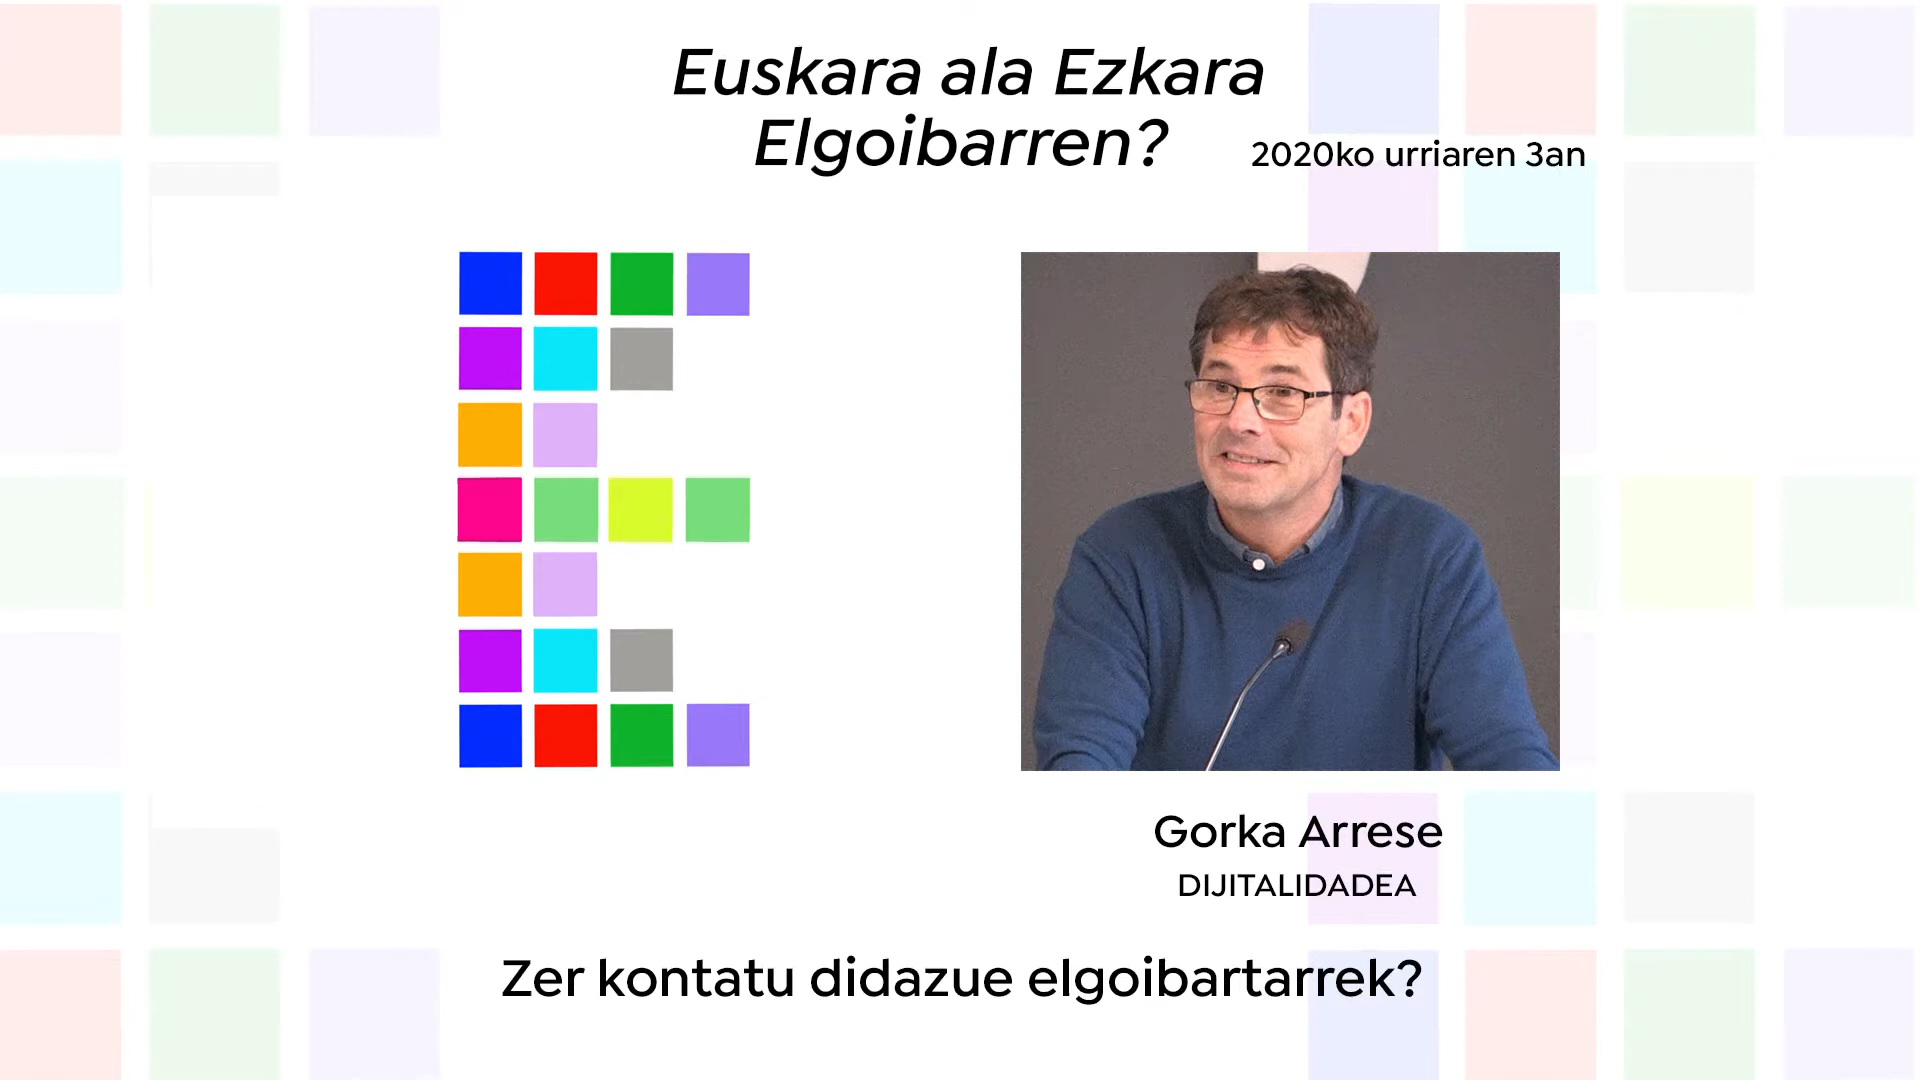 Euskara ala Ezkara
Elgoibarren?
2020ko urriaren 3an
Gorka Arrese
DIJITALIDADEA
Zer kontatu didazue elgoibartarrek?